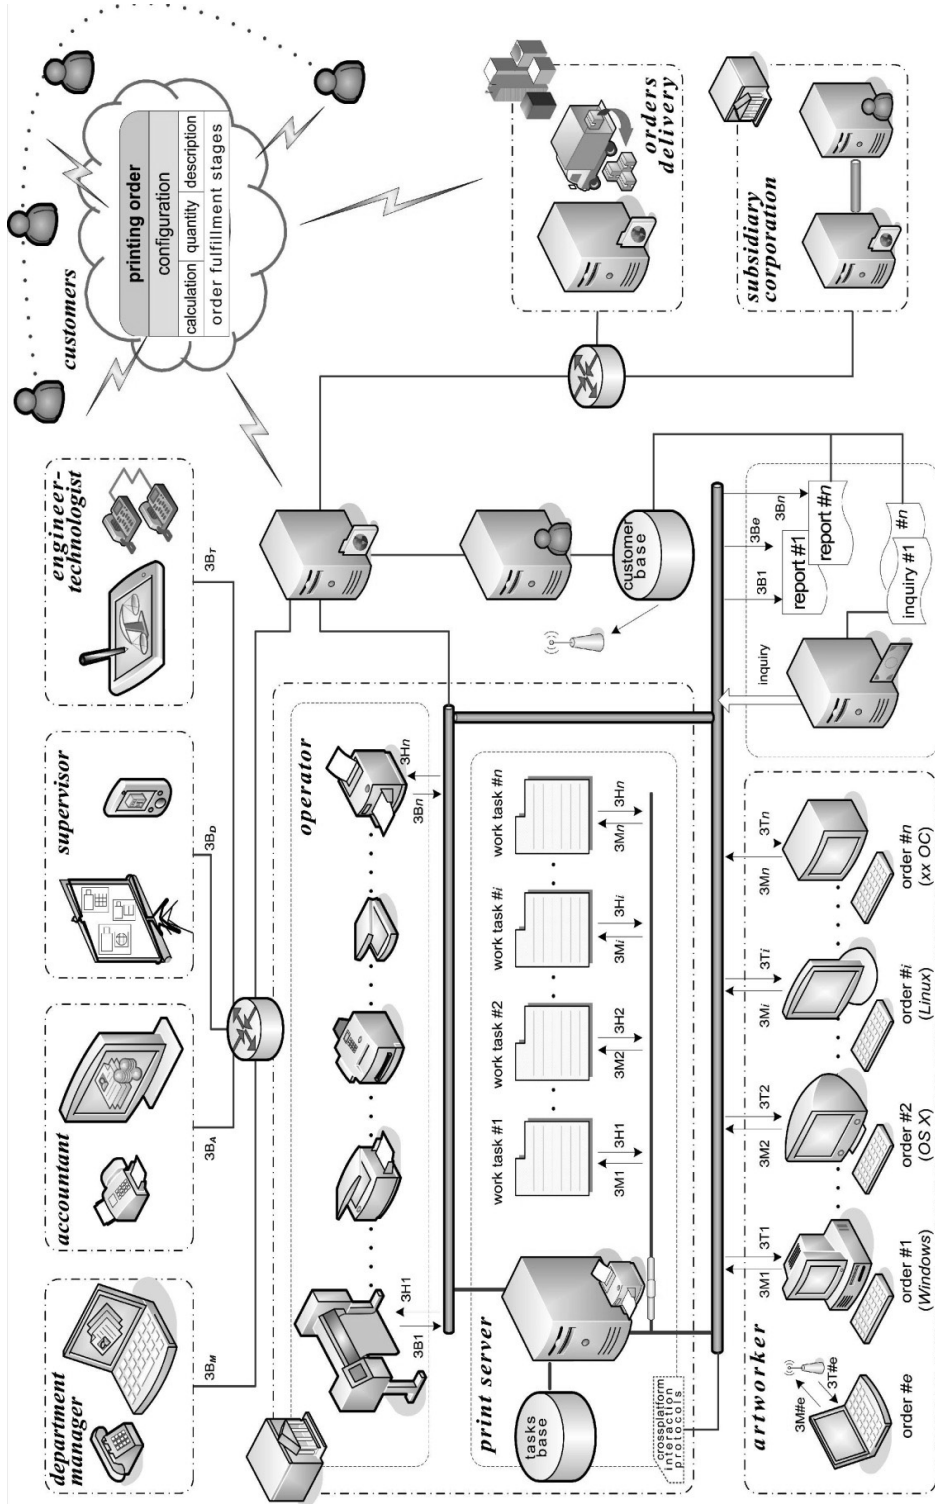 department
manager
3BM
accountant
3BA
supervisor
3BD
engineer-
technologist
3BT
customers
printing order
configuration
calculation
quantity
description
order fulfillment stages
operator
3H1
3B1
3Hn
3Bn
print server
tasks
base
work task #1
work task #2
work task #i
work task #n
3M1
3H1
3M2
3H2
3Mi
3Hi
3Mn
3Hn
crossplatform
interaction
protocols
customer
base
orders
delivery
subsidiary
corporation
inquiry
3B1
3Be
3Bn
report #1
report #n
inquiry #1
#n
artworker
3M#e
3T#e
order #e
3M1
3T1
order #1
(Windows)
3M2
3T2
order #2
(OS X)
3Mi
3Ti
order #i
(Linux)
3Mn
3Tn
order #n
(xx OC)